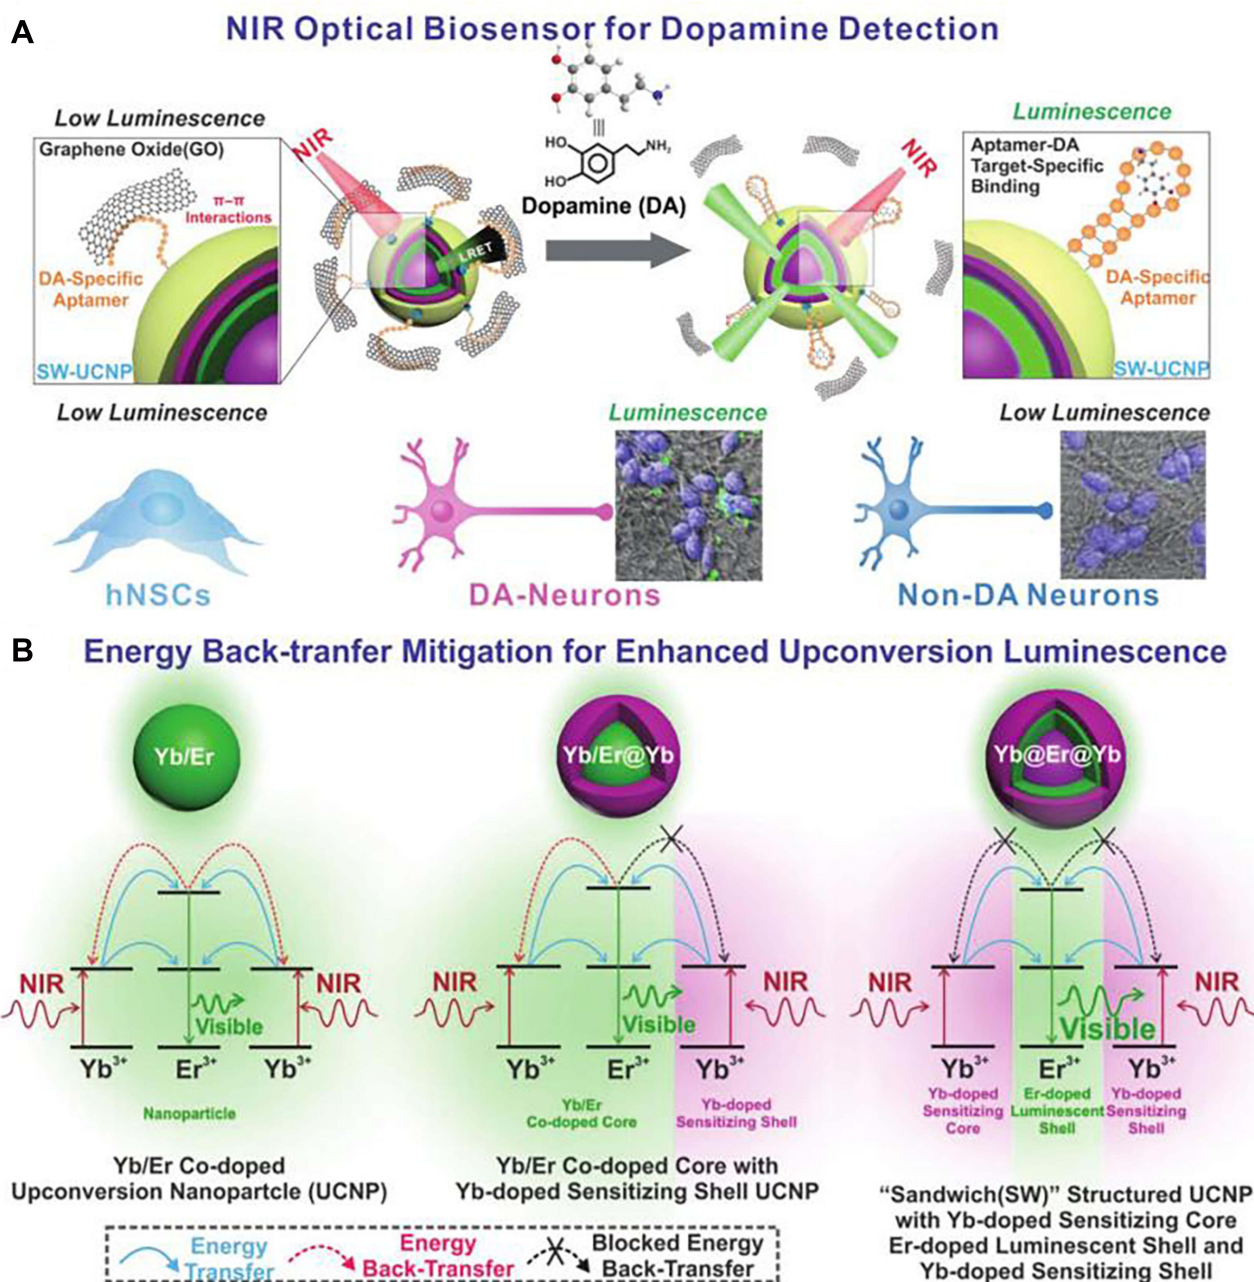 A
NIR Optical Biosensor for Dopamine Detection
Low Luminescence
Graphene Oxide(GO)
π–π
Interactions
DA-Specific
Aptamer
SW-UCNP
NIR
LRET
HO
HO
NH₂
Dopamine (DA)
NIR
Luminescence
Aptamer-DA
Target-Specific
Binding
DA-Specific
Aptamer
SW-UCNP
Low Luminescence
Luminescence
Low Luminescence
hNSCs
DA-Neurons
Non-DA Neurons
B
Energy Back-tranfer Mitigation for Enhanced Upconversion Luminescence
Yb/Er
Yb/Er@Yb
Yb@Er@Yb
NIR
Visible
NIR
Yb³⁺
Er³⁺
Yb³⁺
Nanoparticle
NIR
Visible
NIR
Yb³⁺
Er³⁺
Yb³⁺
Yb/Er
Co-doped Core
Yb-doped
Sensitizing Shell
NIR
Visible
NIR
Yb³⁺
Er³⁺
Yb³⁺
Yb-doped
Sensitizing
Core
Er-doped
Luminescent
Shell
Yb-doped
Sensitizing
Shell
Yb/Er Co-doped
Upconversion Nanopartcle (UCNP)
Yb/Er Co-doped Core with
Yb-doped Sensitizing Shell UCNP
“Sandwich(SW)” Structured UCNP
with Yb-doped Sensitizing Core
Er-doped Luminescent Shell and
Yb-doped Sensitizing Shell
Energy
Transfer
Energy
Back-Transfer
Blocked Energy
Back-Transfer